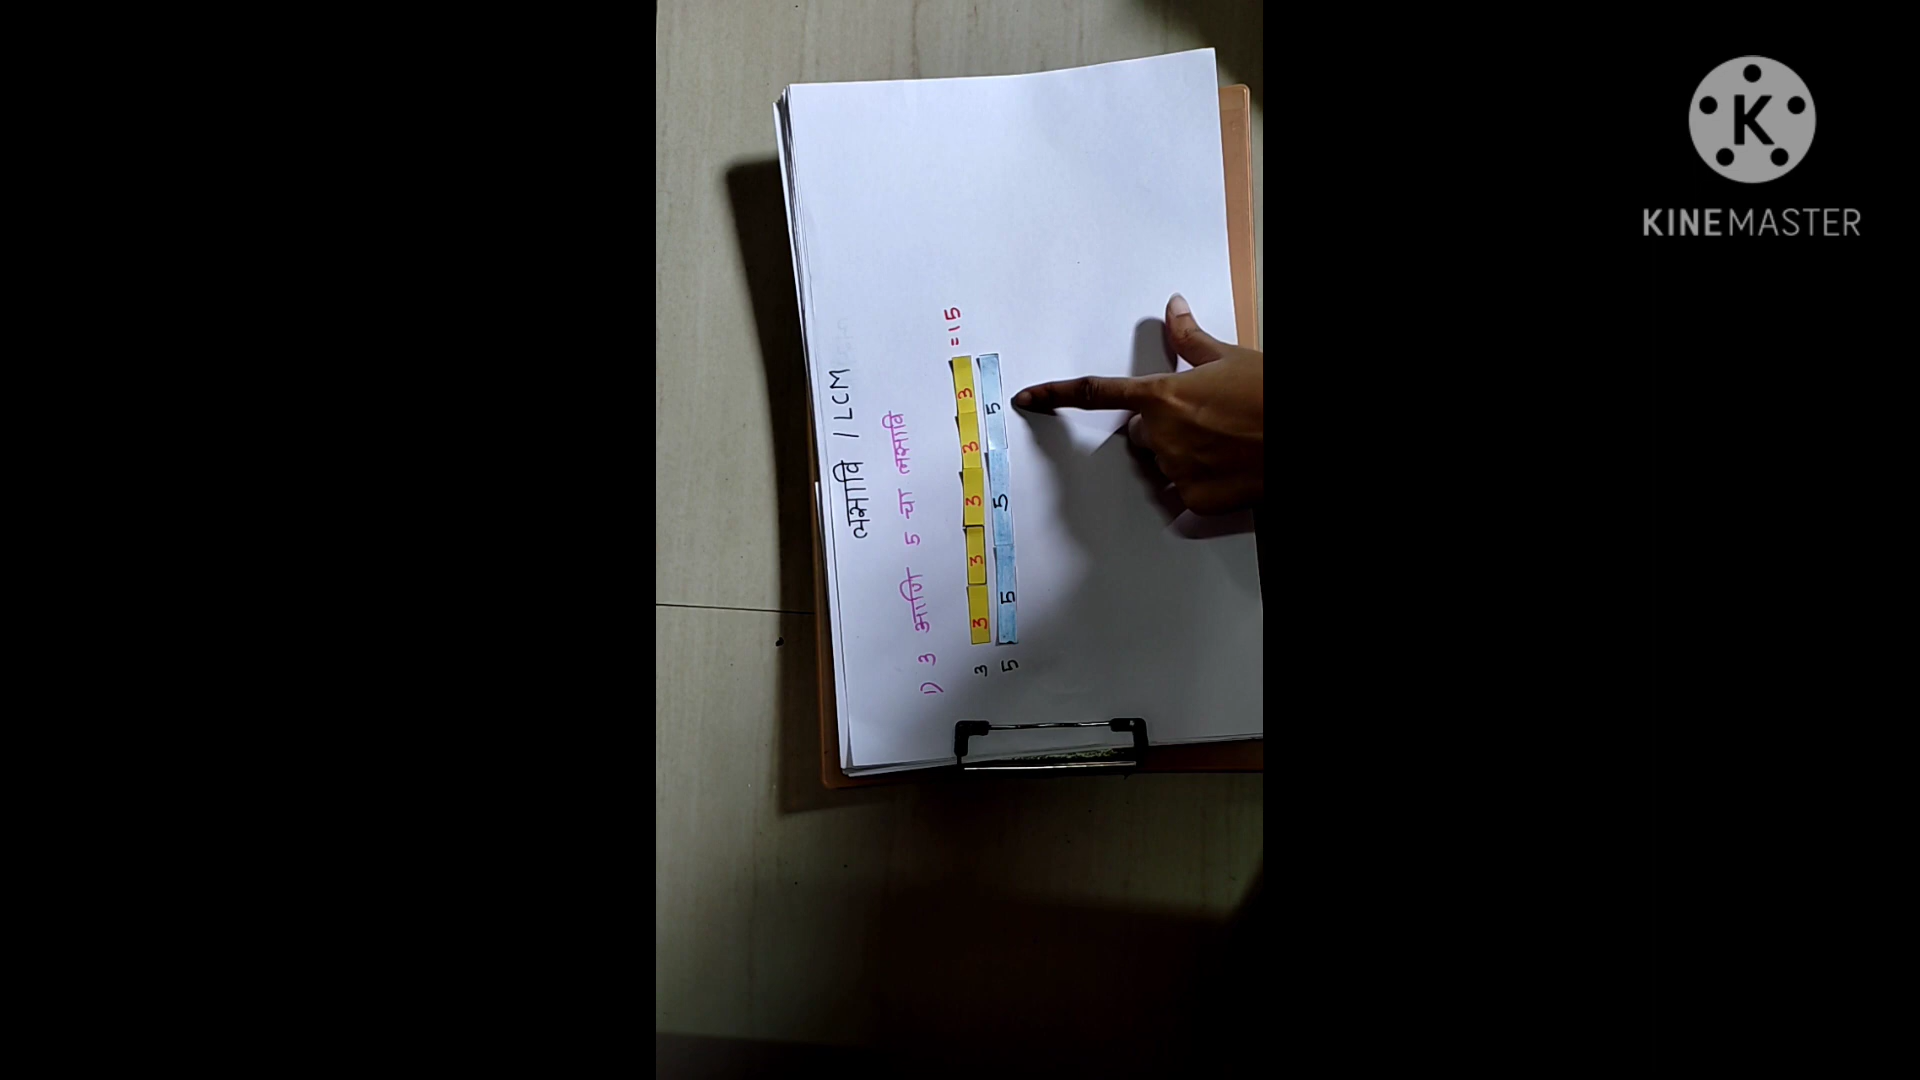 लसावि / LCM
1) 3 आणि 5 चा लसावि
3 3 3 3 3 3 = 15
5 5 5 5
K
KINEMASTER